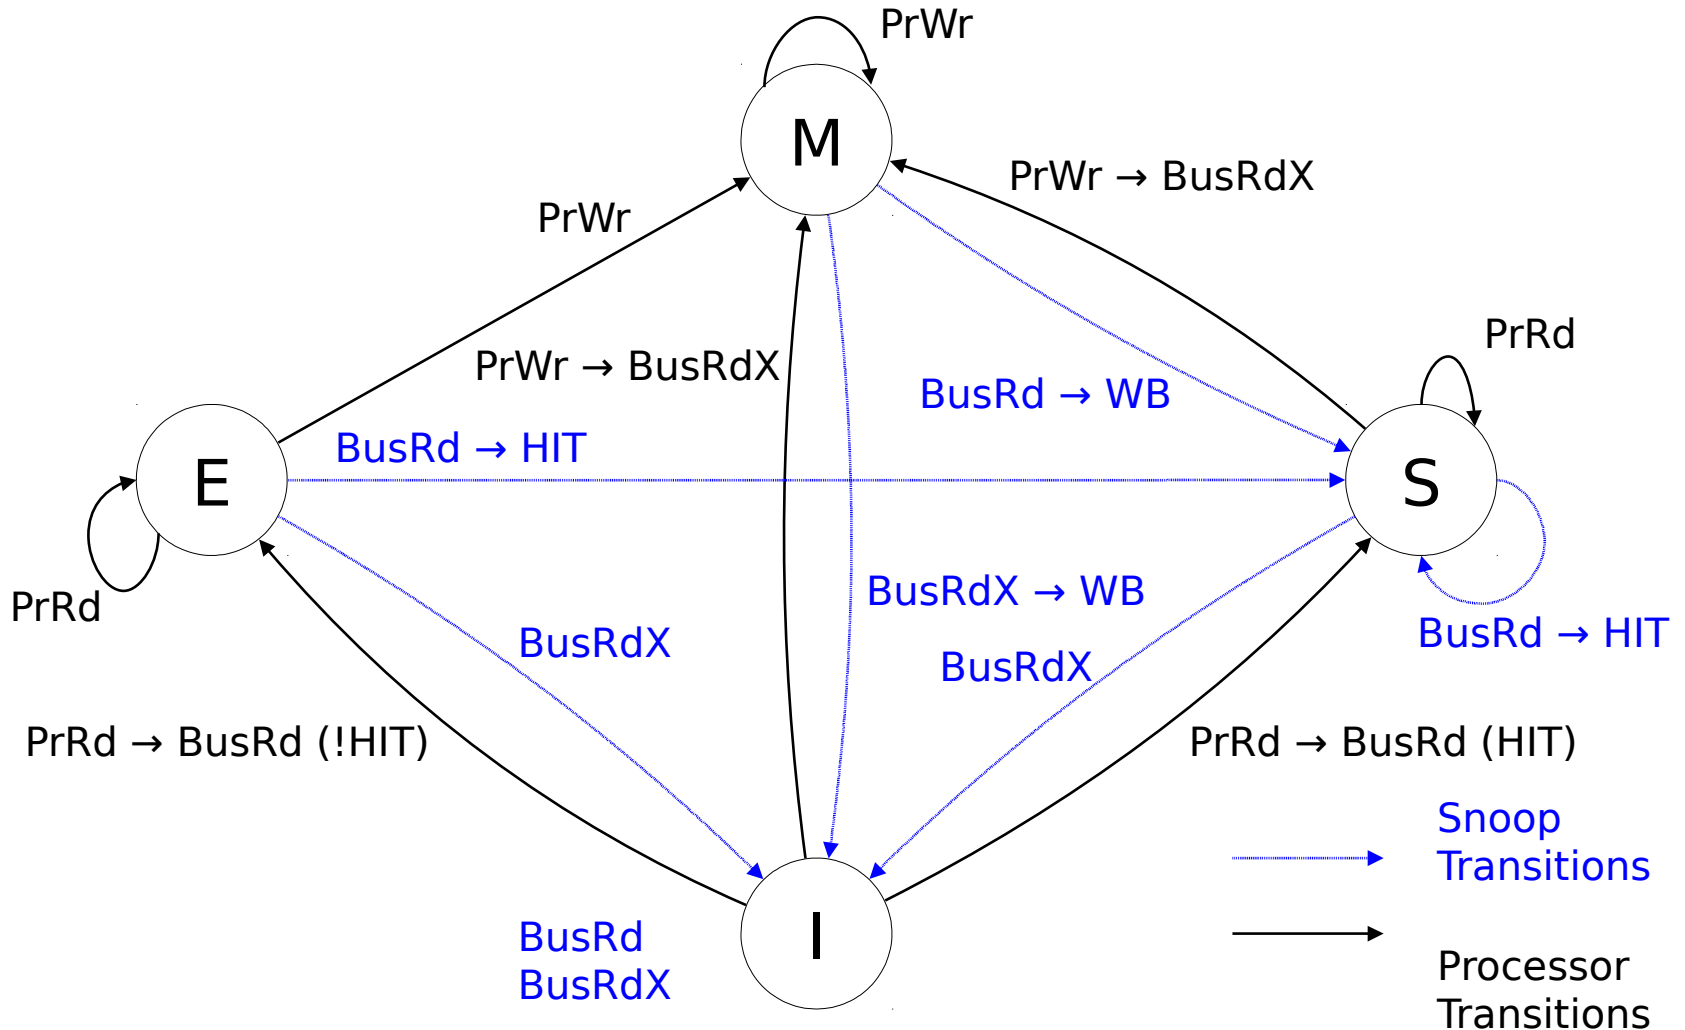 PrWr
M
PrWr → BusRdX
PrWr
PrRd
PrWr → BusRdX
BusRd → WB
BusRd → HIT
E
S
BusRdX → WB
PrRd
BusRdX
BusRd → HIT
BusRdX
PrRd → BusRd (!HIT)
PrRd → BusRd (HIT)
Snoop
Transitions
I
BusRd
BusRdX
Processor
Transitions